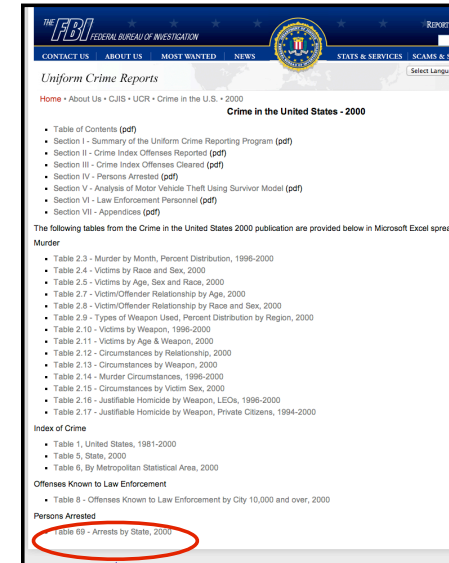 THE FBI FEDERAL BUREAU OF INVESTIGATION
REPORT
CONTACT US ABOUT US MOST WANTED NEWS STATS & SERVICES SCAMS &
Uniform Crime Reports
Select Langu
Home • About Us • CJIS • UCR • Crime in the U.S. • 2000
Crime in the United States - 2000
Table of Contents (pdf)
Section I - Summary of the Uniform Crime Reporting Program (pdf)
Section II - Crime Index Offenses Reported (pdf)
Section III - Crime Index Offenses Cleared (pdf)
Section IV - Persons Arrested (pdf)
Section V - Analysis of Motor Vehicle Theft Using Survivor Model (pdf)
Section VI - Law Enforcement Personnel (pdf)
Section VII - Appendices (pdf)
The following tables from the Crime in the United States 2000 publication are provided below in Microsoft Excel sprea
Murder
Table 2.3 - Murder by Month, Percent Distribution, 1996-2000
Table 2.4 - Victims by Race and Sex, 2000
Table 2.5 - Victims by Age, Sex and Race, 2000
Table 2.7 - Victim/Offender Relationship by Age, 2000
Table 2.8 - Victim/Offender Relationship by Race and Sex, 2000
Table 2.9 - Types of Weapon Used, Percent Distribution by Region, 2000
Table 2.10 - Victims by Weapon, 1996-2000
Table 2.11 - Victims by Age & Weapon, 2000
Table 2.12 - Circumstances by Relationship, 2000
Table 2.13 - Circumstances by Weapon, 2000
Table 2.14 - Murder Circumstances, 1996-2000
Table 2.15 - Circumstances by Victim Sex, 2000
Table 2.16 - Justifiable Homicide by Weapon, LEOs, 1996-2000
Table 2.17 - Justifiable Homicide by Weapon, Private Citizens, 1994-2000
Index of Crime
Table 1, United States, 1981-2000
Table 5, State, 2000
Table 6, By Metropolitan Statistical Area, 2000
Offenses Known to Law Enforcement
Table 8 - Offenses Known to Law Enforcement by City 10,000 and over, 2000
Persons Arrested
Table 69 - Arrests by State, 2000